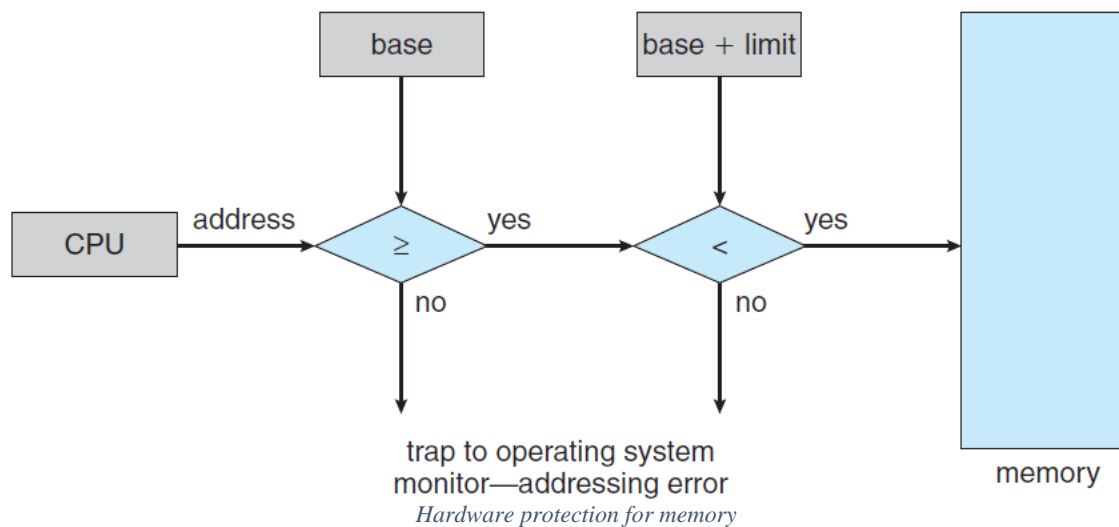 base
base + limit
CPU
address
≥
yes
<
yes
no
no
trap to operating system
monitor—addressing error
memory
Hardware protection for memory